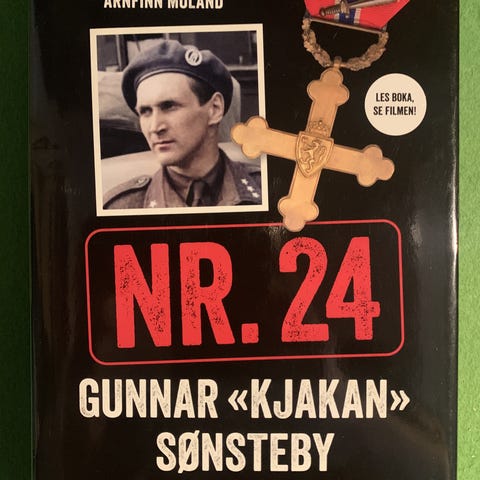 ARNFINN MOLAND
LES BOKA,
SE FILMEN!
NR. 24
GUNNAR «KJAKAN»
SØNSTEBY